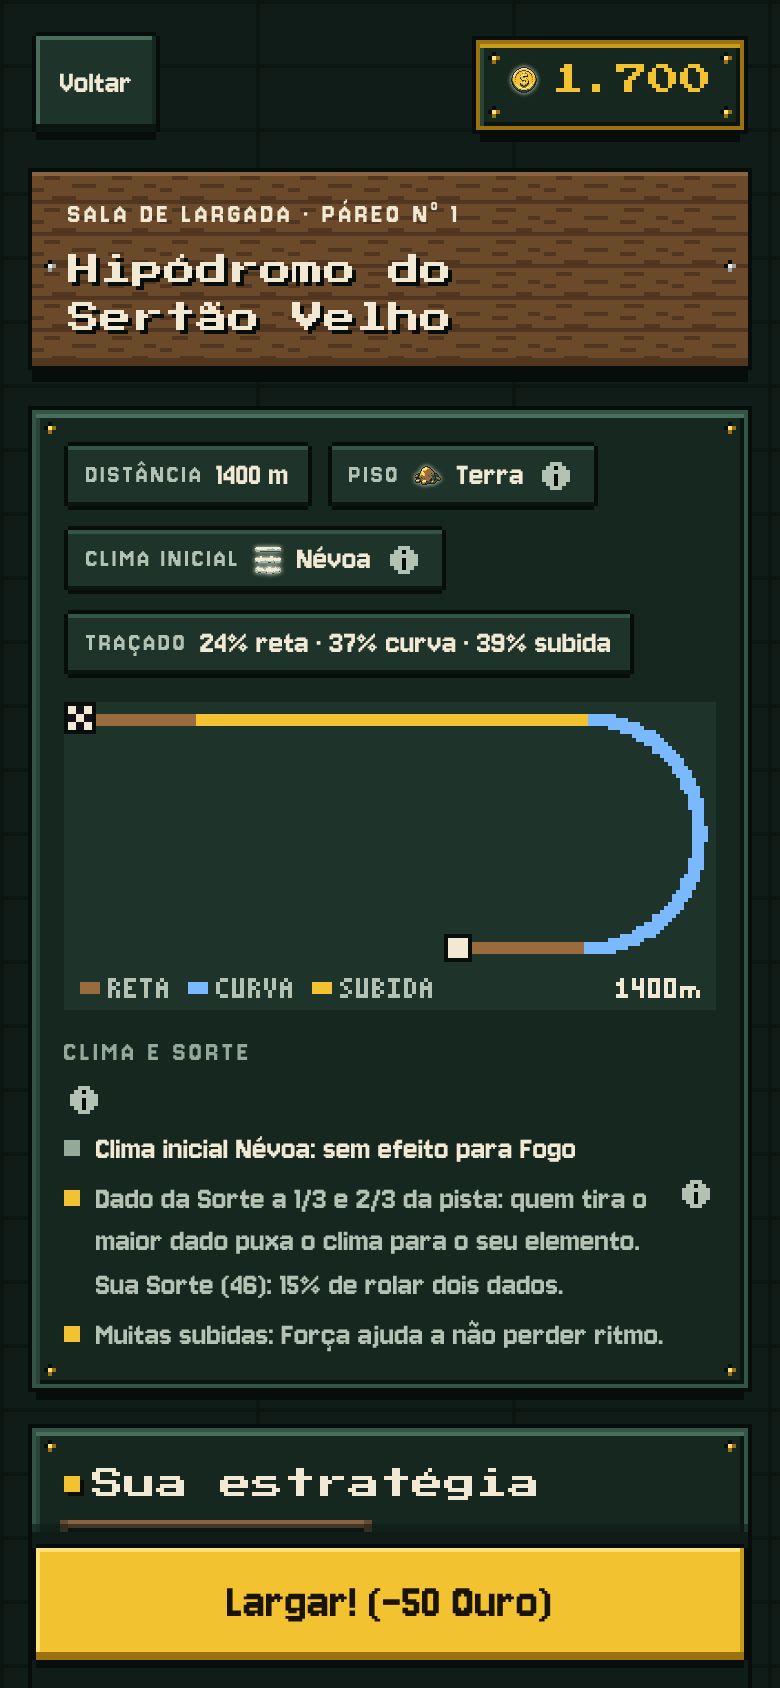 Voltar
1.700
SALA DE LARGADA · PÁREO Nº 1
Hipódromo do
Sertão Velho
DISTÂNCIA 1400 m
PISO Terra
CLIMA INICIAL Névoa
TRAÇADO 24% reta · 37% curva · 39% subida
RETA CURVA SUBIDA 1400m
CLIMA E SORTE
Clima inicial Névoa: sem efeito para Fogo
Dado da Sorte a 1/3 e 2/3 da pista: quem tira o
maior dado puxa o clima para o seu elemento.
Sua Sorte (46): 15% de rolar dois dados.
Muitas subidas: Força ajuda a não perder ritmo.
Sua estratégia
Largar! (-50 Ouro)